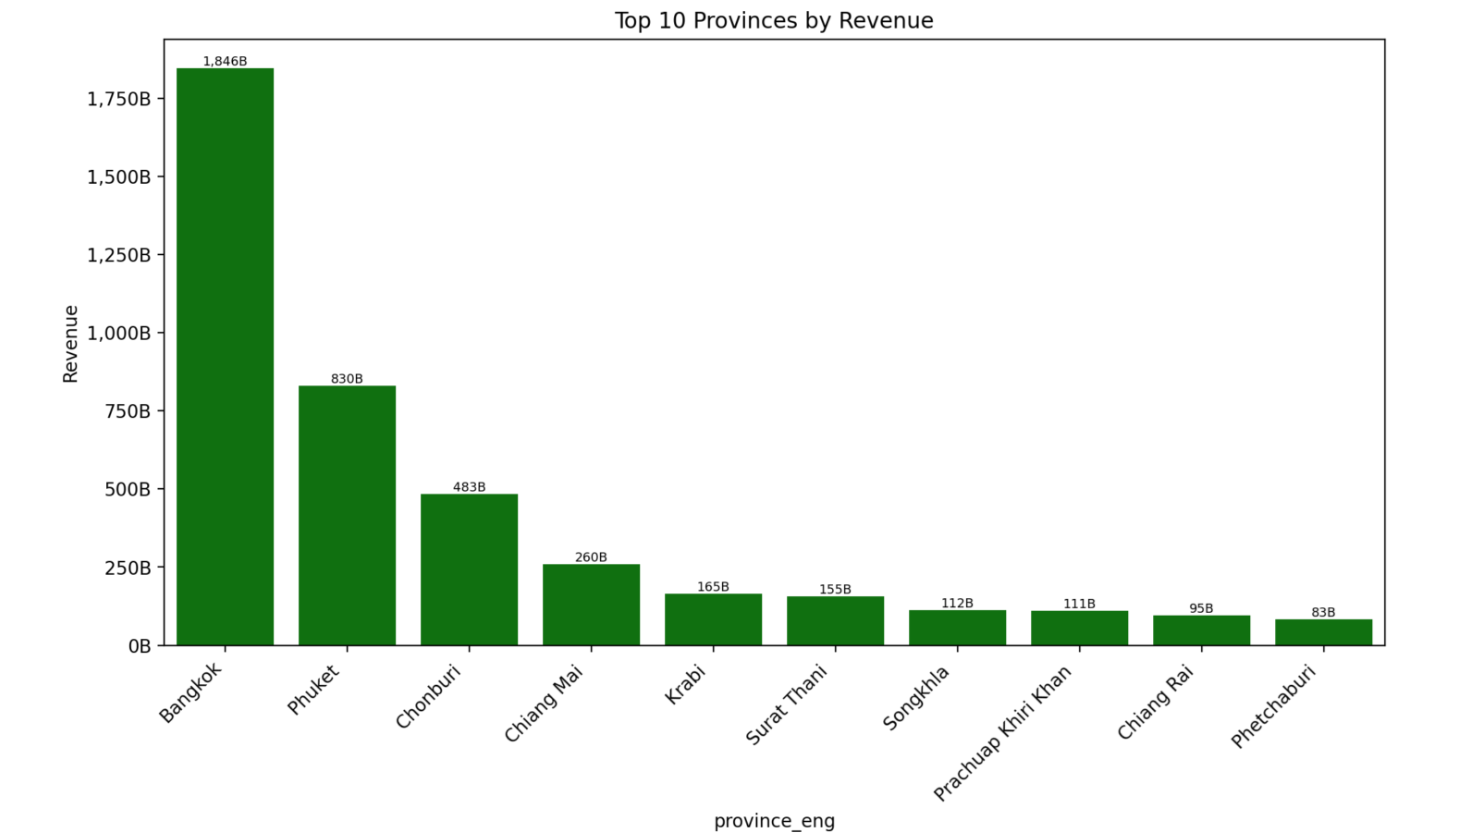 Top 10 Provinces by Revenue
Revenue
1,750B
1,500B
1,250B
1,000B
750B
500B
250B
0B
1,846B
830B
483B
260B
165B
155B
112B
111B
95B
83B
Bangkok
Phuket
Chonburi
Chiang Mai
Krabi
Surat Thani
Songkhla
Prachuap Khiri Khan
Chiang Rai
Phetchaburi
province_eng